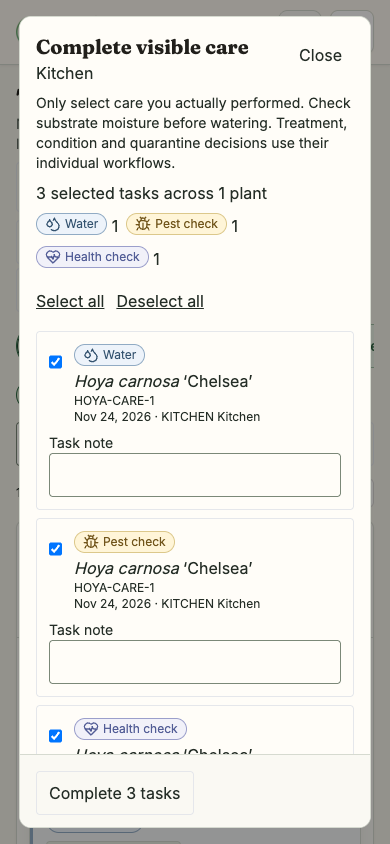 Complete visible care
Close
Kitchen
Only select care you actually performed. Check
substrate moisture before watering. Treatment,
condition and quarantine decisions use their
individual workflows.
3 selected tasks across 1 plant
Water 1 Pest check 1
Health check 1
Select all Deselect all
Water
Hoya carnosa ‘Chelsea’
HOYA-CARE-1
Nov 24, 2026 · KITCHEN Kitchen
Task note
Pest check
Hoya carnosa ‘Chelsea’
HOYA-CARE-1
Nov 24, 2026 · KITCHEN Kitchen
Task note
Health check
Hoya carnosa ‘Chelsea’
Complete 3 tasks